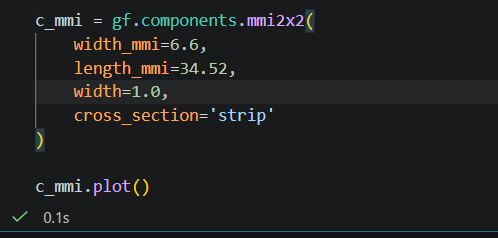 c_mmi = gf.components.mmi2x2(
    width_mmi=6.6,
    length_mmi=34.52,
    width=1.0,
    cross_section='strip'
)
c_mmi.plot()
0.1s